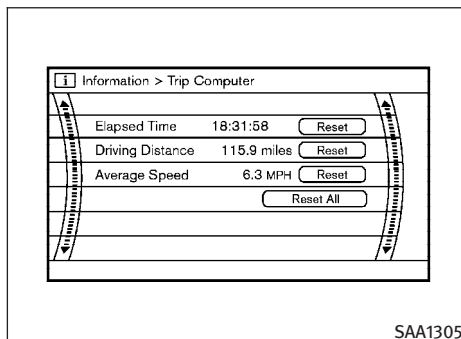 i Information > Trip Computer
Elapsed Time 18:31:58 Reset
Driving Distance 115.9 miles Reset
Average Speed 6.3 MPH Reset
Reset All
SAA1305